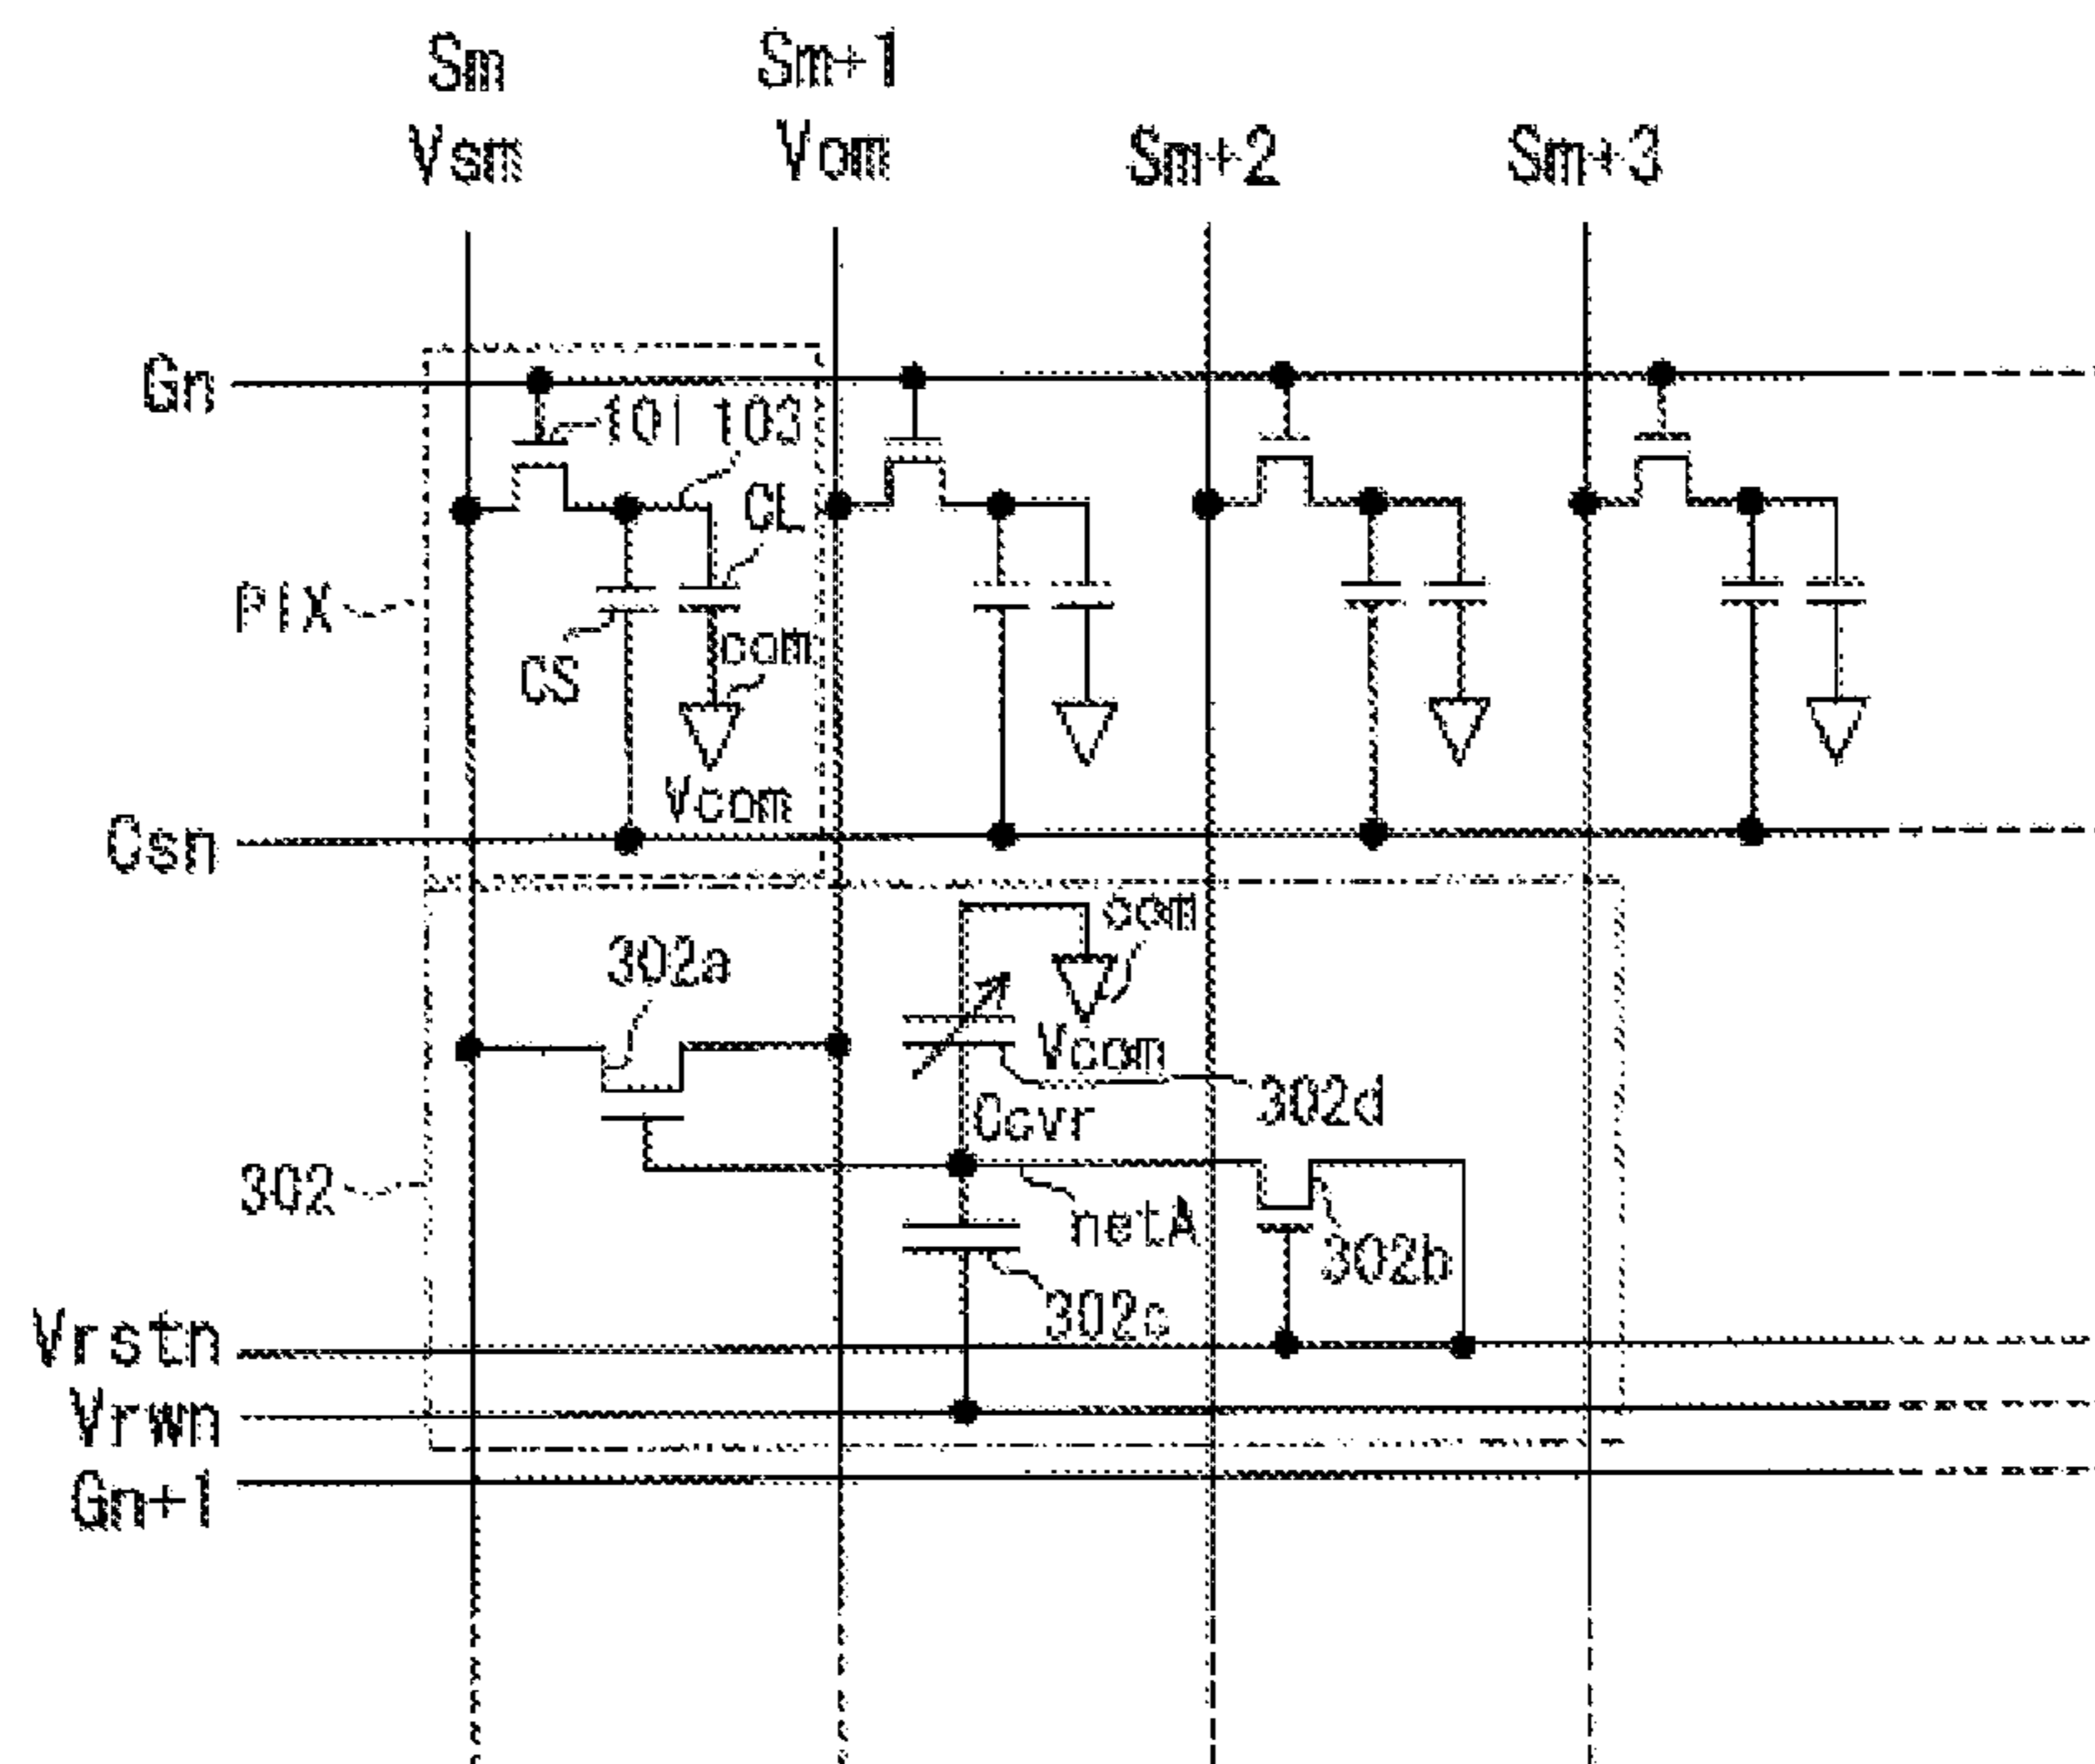 Sm
Vsm
Sm+1
Vom
Sm+2
Sm+3
Gn
101
103
CL
PIX
CS
com
Vcom
Csn
com
302a
Vcom
302d
Ccvr
302
netA
302b
302c
Vrstn
Vrwn
Gn+1